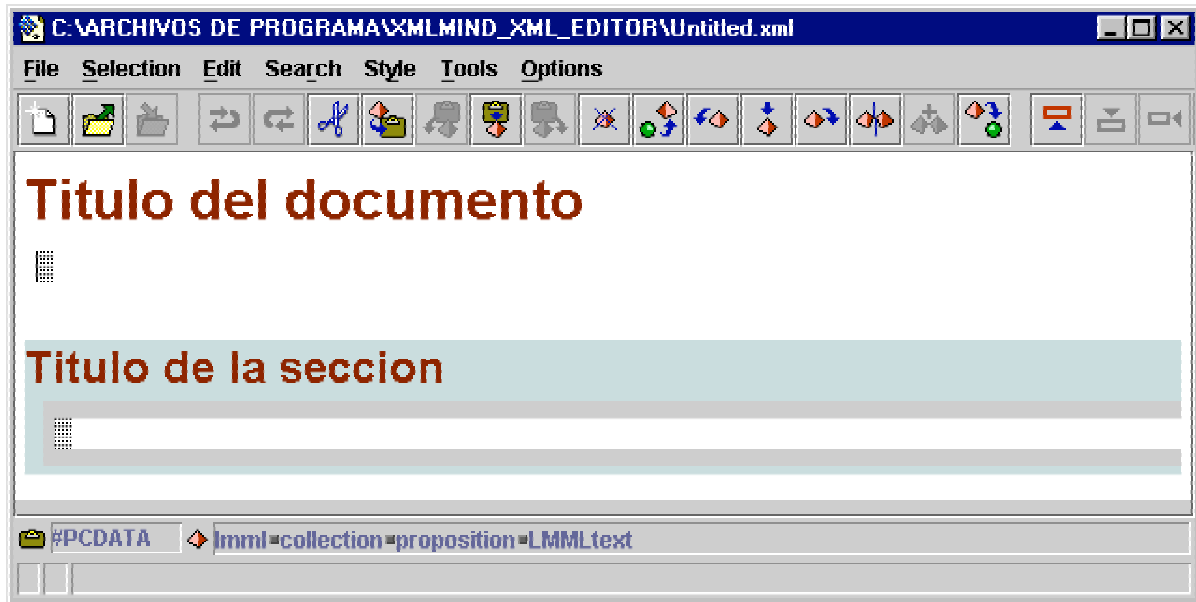 C:\ARCHIVOS DE PROGRAMA\XMLMIND_XML_EDITOR\Untitled.xml
File Selection Edit Search Style Tools Options
Titulo del documento
Titulo de la seccion
#PCDATA lmml collection proposition LMMLtext